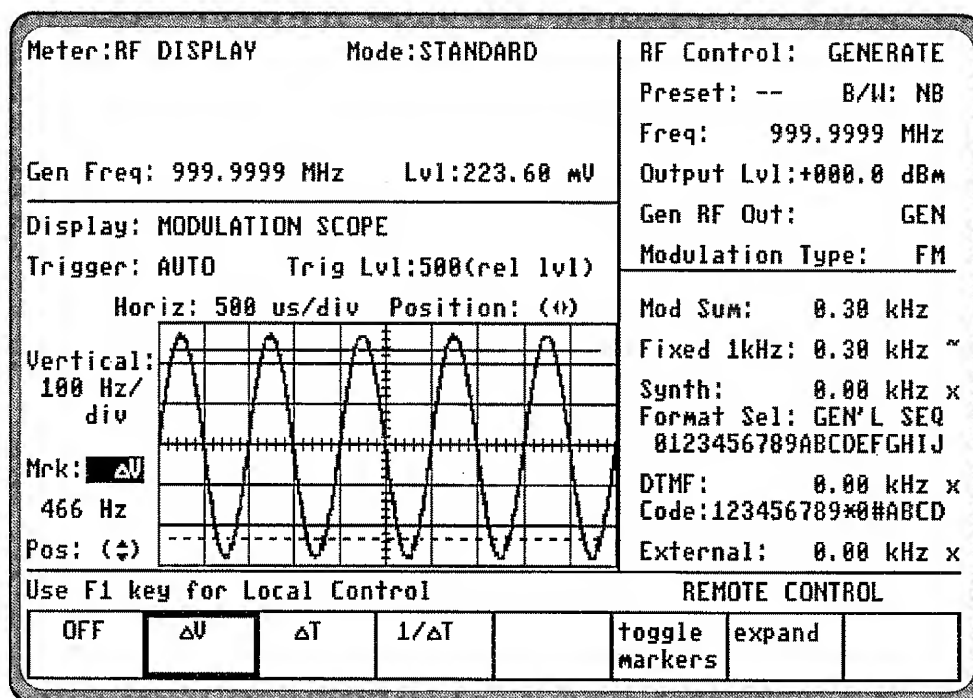 Meter:RF DISPLAY Mode:STANDARD
Gen Freq: 999.9999 MHz Lvl:223.60 mV
Display: MODULATION SCOPE
Trigger: AUTO Trig Lvl:500(rel lvl)
Horiz: 500 us/div Position: (↔)
Vertical:
100 Hz/
div
Mrk: ΔV
466 Hz
Pos: (↕)
RF Control: GENERATE
Preset: -- B/W: NB
Freq: 999.9999 MHz
Output Lvl:+000.0 dBm
Gen RF Out: GEN
Modulation Type: FM
Mod Sum: 0.30 kHz
Fixed 1kHz: 0.30 kHz ~
Synth: 0.00 kHz x
Format Sel: GEN'L SEQ
0123456789ABCDEFGHIJ
DTMF: 0.00 kHz x
Code:123456789*0#ABCD
External: 0.00 kHz x
Use F1 key for Local Control REMOTE CONTROL
OFF ΔV ΔT 1/ΔT toggle expand
markers